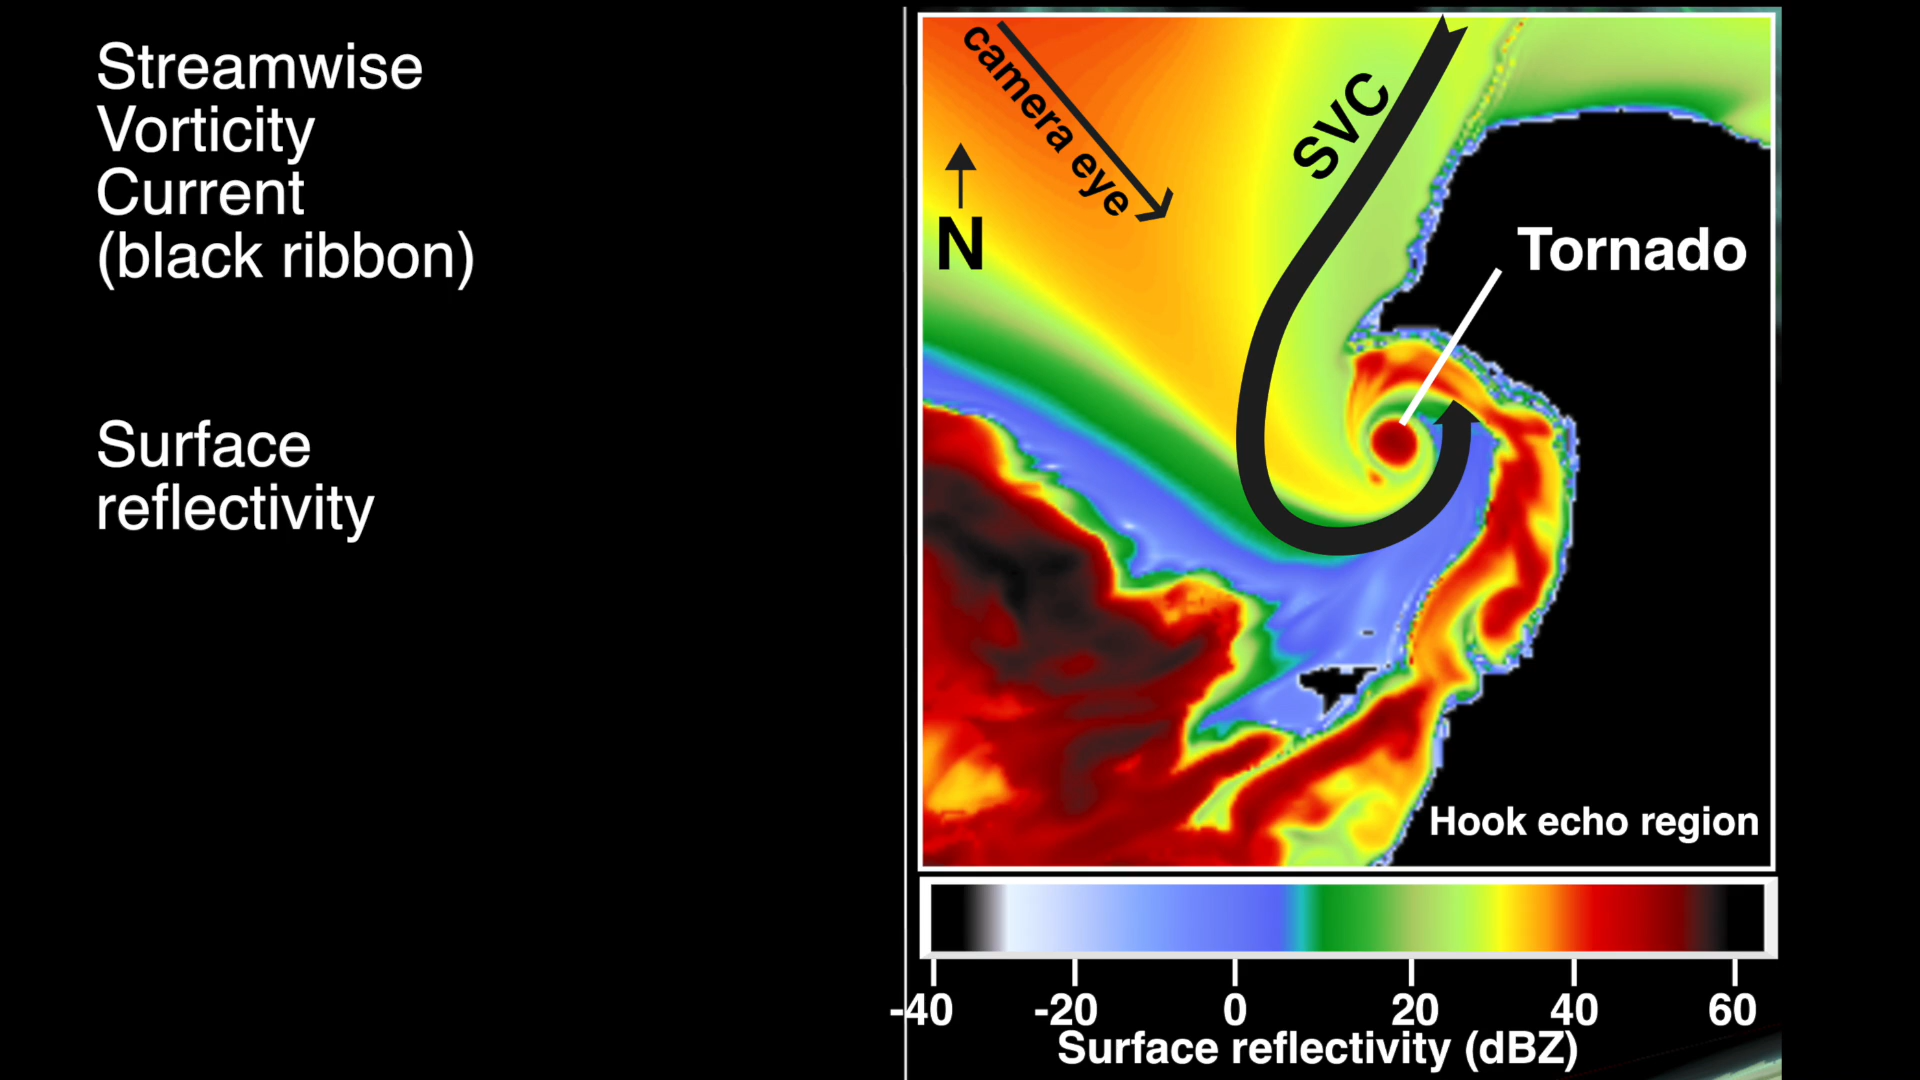 Streamwise
Vorticity
Current
(black ribbon)
Surface
reflectivity
camera eye
SVC
N
Tornado
Hook echo region
-40 -20 0 20 40 60
Surface reflectivity (dBZ)